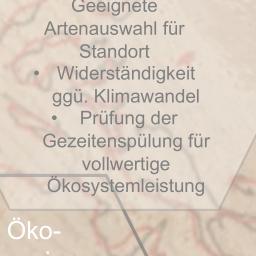 Geeignete
Artenauswahl für
Standort
• Widerständigkeit
ggü. Klimawandel
• Prüfung der
Gezeitenspülung für
vollwertige
Ökosystemleistung
Öko-